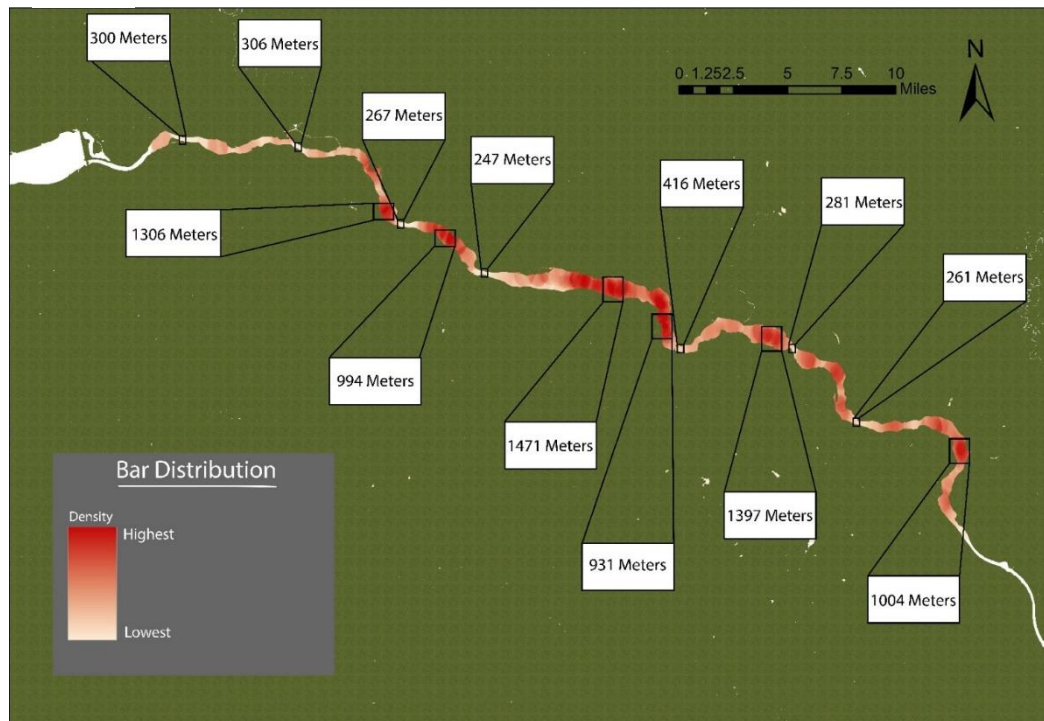 300 Meters
306 Meters
N
0 1.252.5 5 7.5 10
Miles
267 Meters
247 Meters
416 Meters
281 Meters
1306 Meters
261 Meters
994 Meters
1471 Meters
1397 Meters
931 Meters
1004 Meters
Bar Distribution
Density
Highest
Lowest